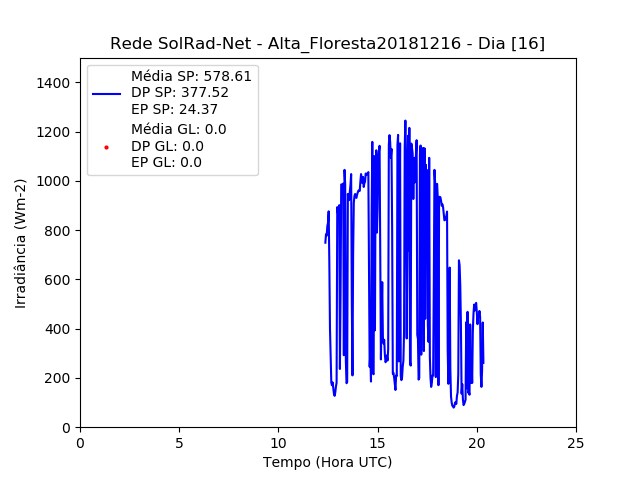 Rede SolRad-Net - Alta_Floresta20181216 - Dia [16]
Média SP: 578.61
DP SP: 377.52
EP SP: 24.37
Média GL: 0.0
DP GL: 0.0
EP GL: 0.0
Irradiância (Wm-2)
1400
1200
1000
800
600
400
200
0
0 5 10 15 20 25
Tempo (Hora UTC)